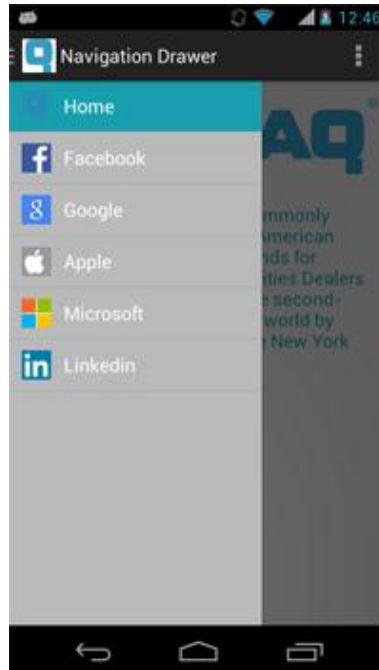 12:46
Navigation Drawer
Home
Facebook
Google
Apple
Microsoft
Linkedin
AQ
mmonly
American
nds for
ities Dealers
e second-
world by
New York